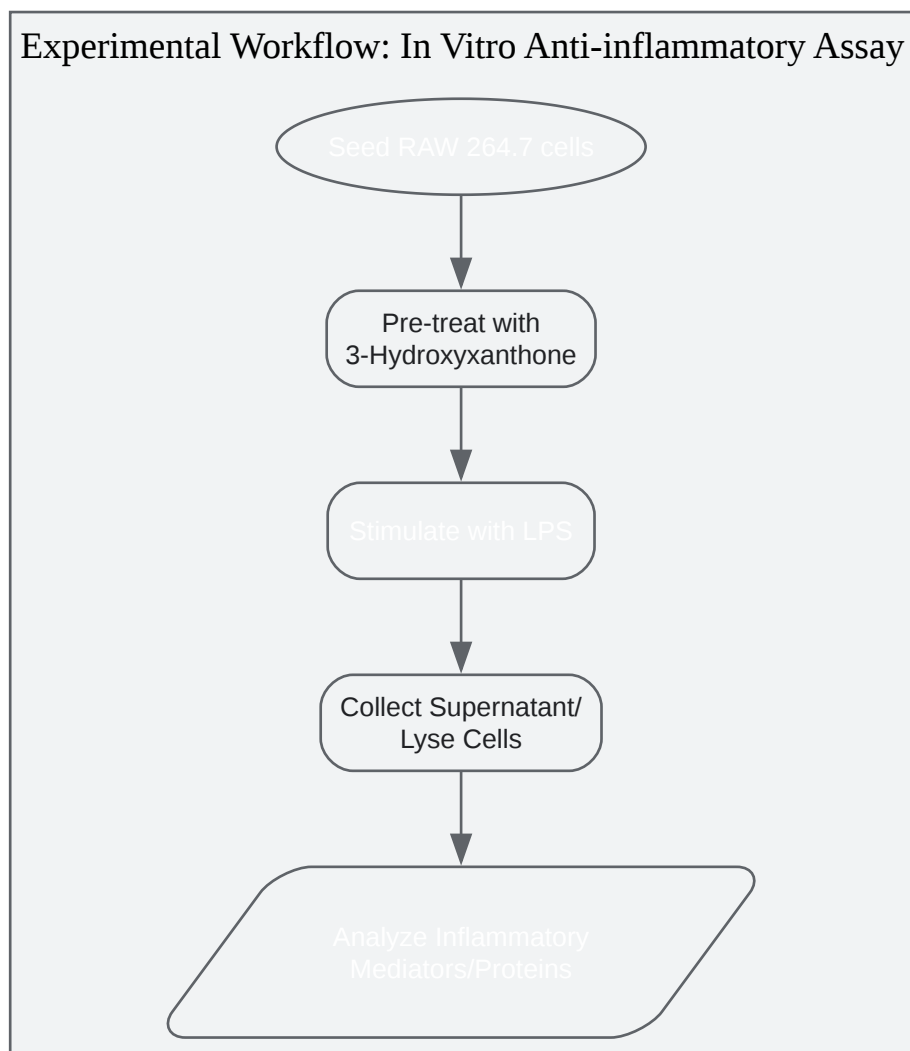 Experimental Workflow: In Vitro Anti-inflammatory Assay
Seed RAW 264.7 cells
Pre-treat with
3-Hydroxyxanthone
Stimulate with LPS
Collect Supernatant/
Lyse Cells
Analyze Inflammatory
Mediators/Proteins